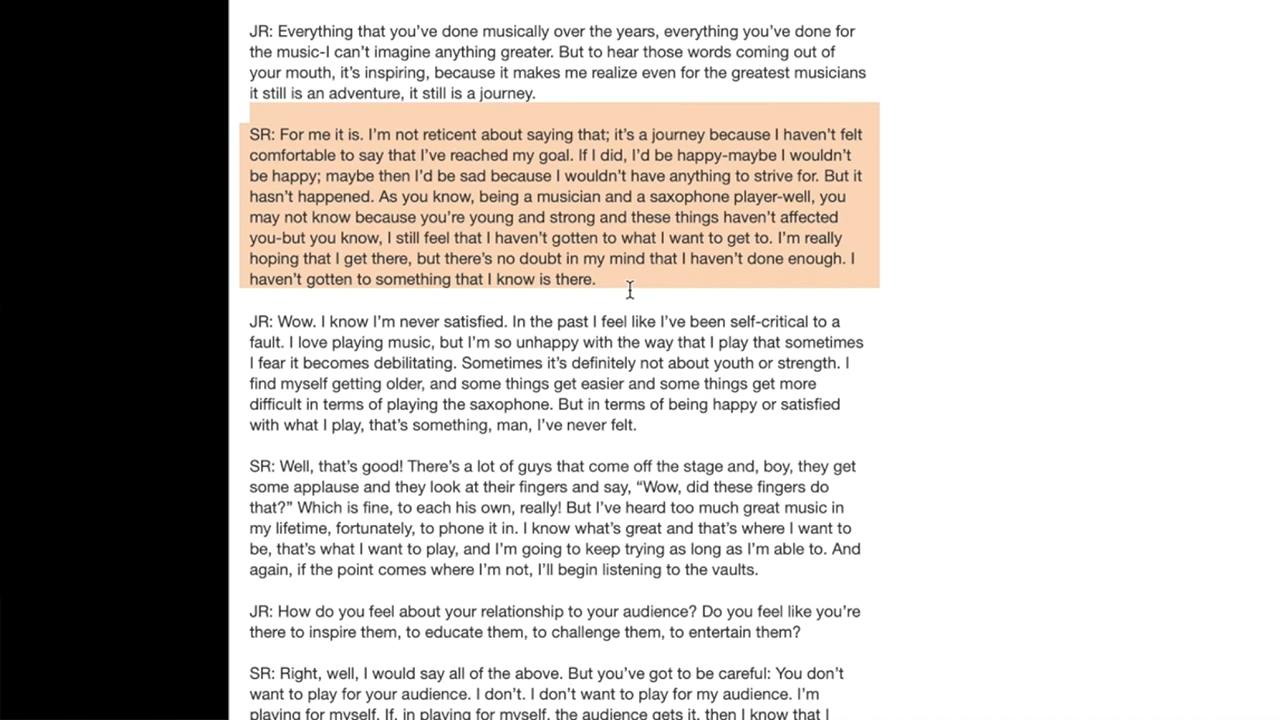 JR: Everything that you’ve done musically over the years, everything you’ve done for
the music-I can’t imagine anything greater. But to hear those words coming out of
your mouth, it’s inspiring, because it makes me realize even for the greatest musicians
it still is an adventure, it still is a journey.
SR: For me it is. I’m not reticent about saying that; it’s a journey because I haven’t felt
comfortable to say that I’ve reached my goal. If I did, I’d be happy-maybe I wouldn’t
be happy; maybe then I’d be sad because I wouldn’t have anything to strive for. But it
hasn’t happened. As you know, being a musician and a saxophone player-well, you
may not know because you’re young and strong and these things haven’t affected
you-but you know, I still feel that I haven’t gotten to what I want to get to. I’m really
hoping that I get there, but there’s no doubt in my mind that I haven’t done enough. I
haven’t gotten to something that I know is there.
JR: Wow. I know I’m never satisfied. In the past I feel like I’ve been self-critical to a
fault. I love playing music, but I’m so unhappy with the way that I play that sometimes
I fear it becomes debilitating. Sometimes it’s definitely not about youth or strength. I
find myself getting older, and some things get easier and some things get more
difficult in terms of playing the saxophone. But in terms of being happy or satisfied
with what I play, that’s something, man, I’ve never felt.
SR: Well, that’s good! There’s a lot of guys that come off the stage and, boy, they get
some applause and they look at their fingers and say, “Wow, did these fingers do
that?” Which is fine, to each his own, really! But I’ve heard too much great music in
my lifetime, fortunately, to phone it in. I know what’s great and that’s where I want to
be, that’s what I want to play, and I’m going to keep trying as long as I’m able to. And
again, if the point comes where I’m not, I’ll begin listening to the vaults.
JR: How do you feel about your relationship to your audience? Do you feel like you’re
there to inspire them, to educate them, to challenge them, to entertain them?
SR: Right, well, I would say all of the above. But you’ve got to be careful: You don’t
want to play for your audience. I don’t. I don’t want to play for my audience. I’m
playing for myself. If, in playing for myself, the audience gets it, then I know that I